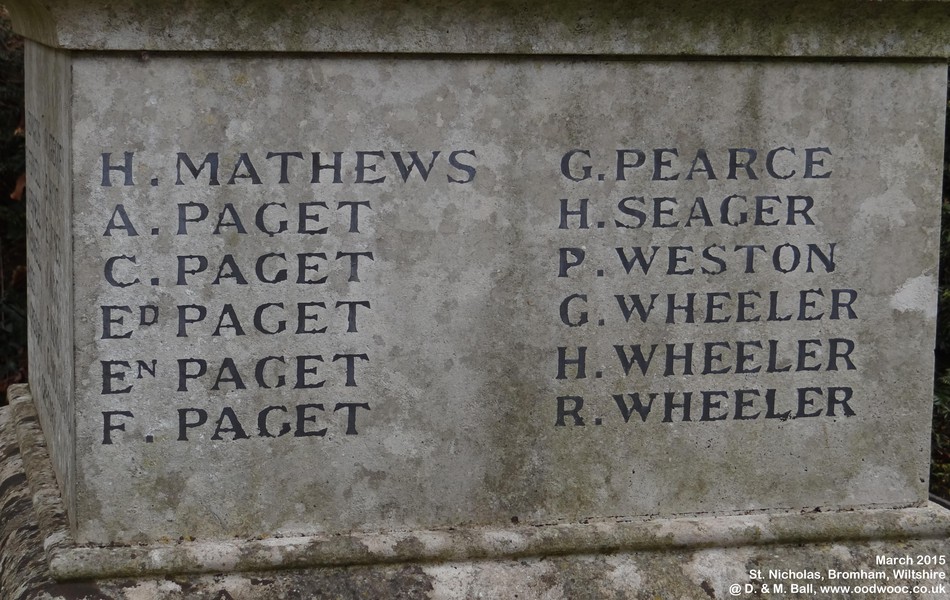 H. MATHEWS
A. PAGET
C. PAGET
ED PAGET
EN PAGET
F. PAGET
G. PEARCE
H. SEAGER
P. WESTON
G. WHEELER
H. WHEELER
R. WHEELER
March 2015
St. Nicholas, Bromham, Wiltshire
@ D. & M. Ball, www.oodwooc.co.uk